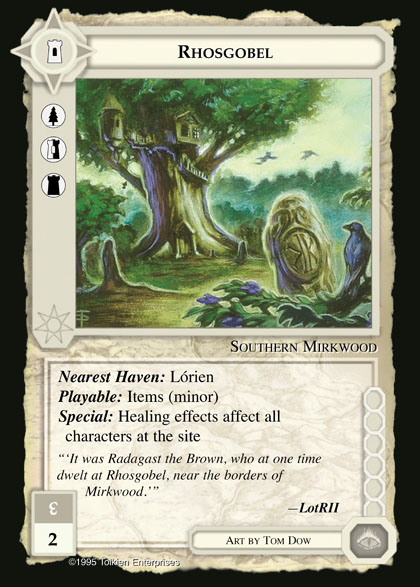 RHOSGOBEL
SOUTHERN MIRKWOOD
Nearest Haven: Lórien
Playable: Items (minor)
Special: Healing effects affect all
characters at the site
“‘It was Radagast the Brown, who at one time
dwelt at Rhosgobel, near the borders of
Mirkwood.’”
—LotRII
2
ART BY TOM DOW
©1995 Tolkien Enterprises